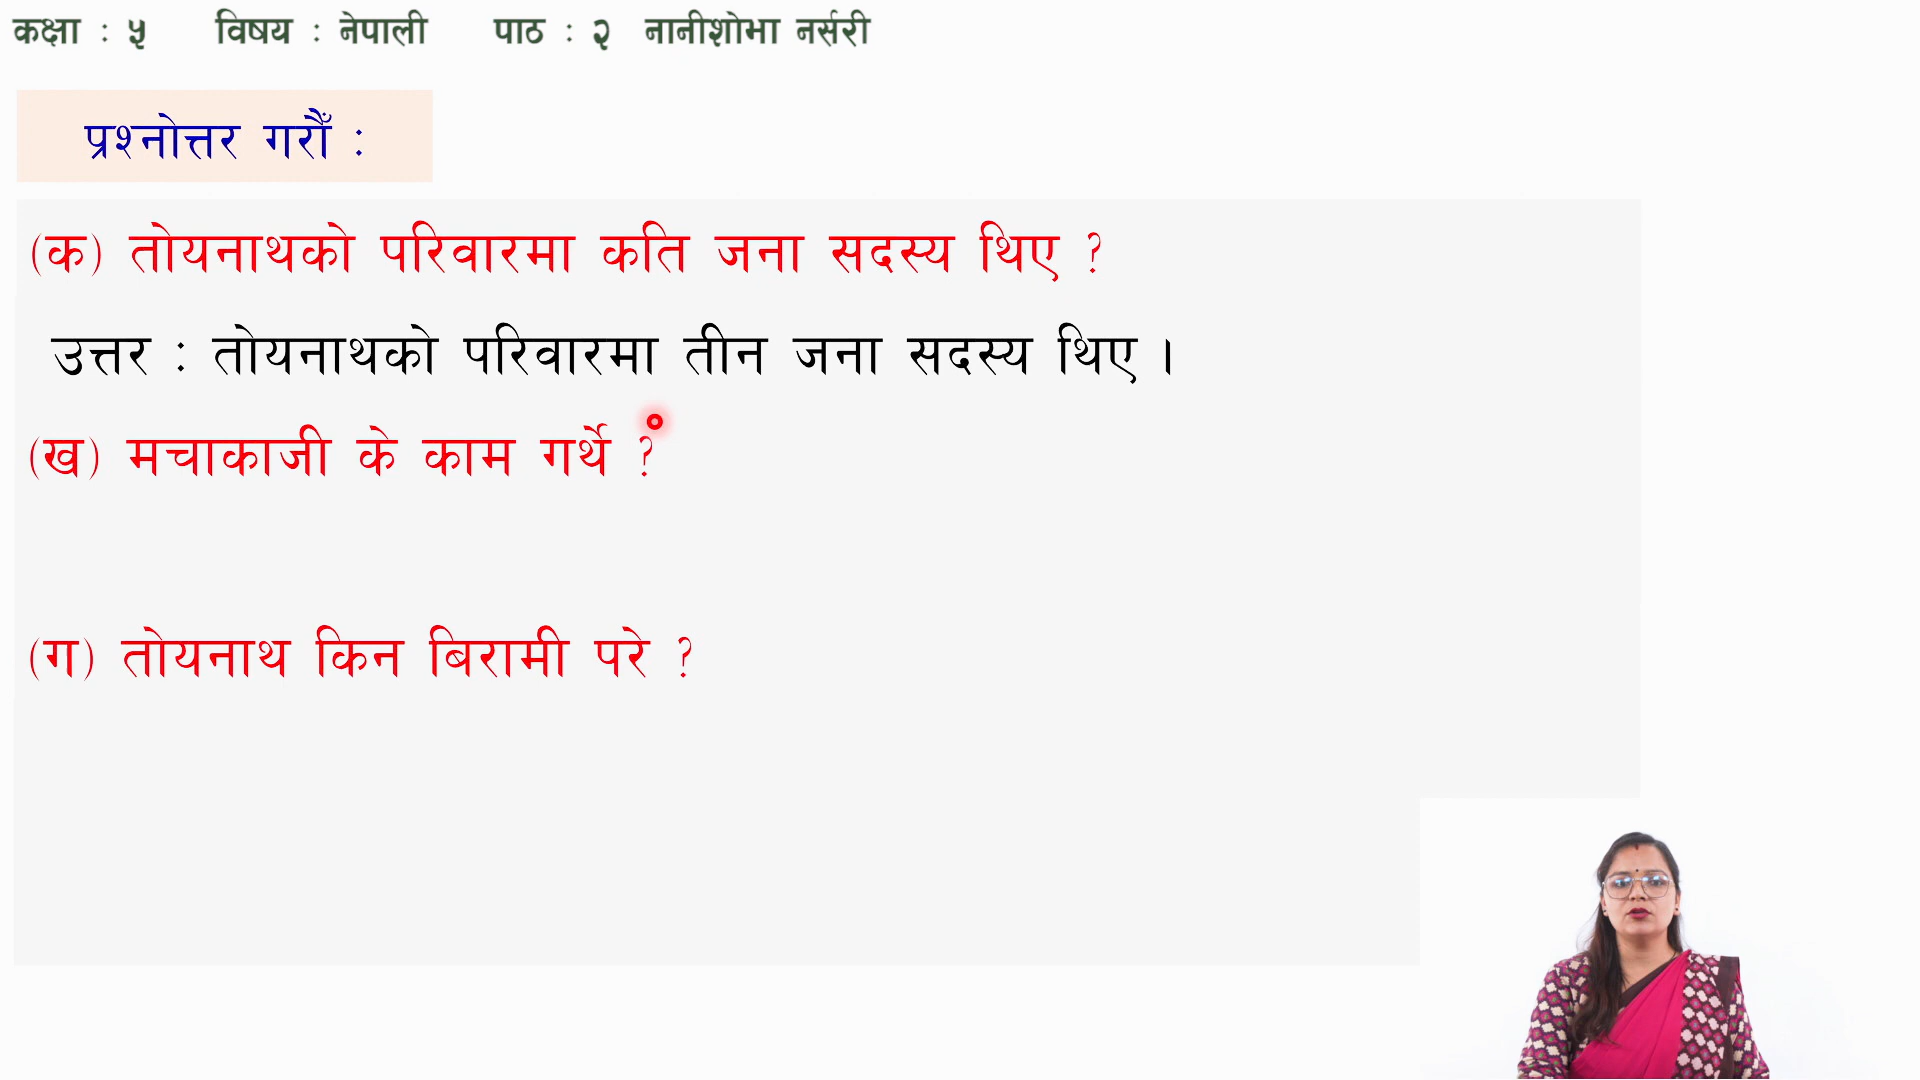 कक्षा : ५ विषय : नेपाली पाठ : २ नानीशोभा नर्सरी
प्रश्नोत्तर गरौँ :
(क) तोयनाथको परिवारमा कति जना सदस्य थिए ?
उत्तर : तोयनाथको परिवारमा तीन जना सदस्य थिए ।
(ख) मचाकाजी के काम गर्थे ?
(ग) तोयनाथ किन बिरामी परे ?